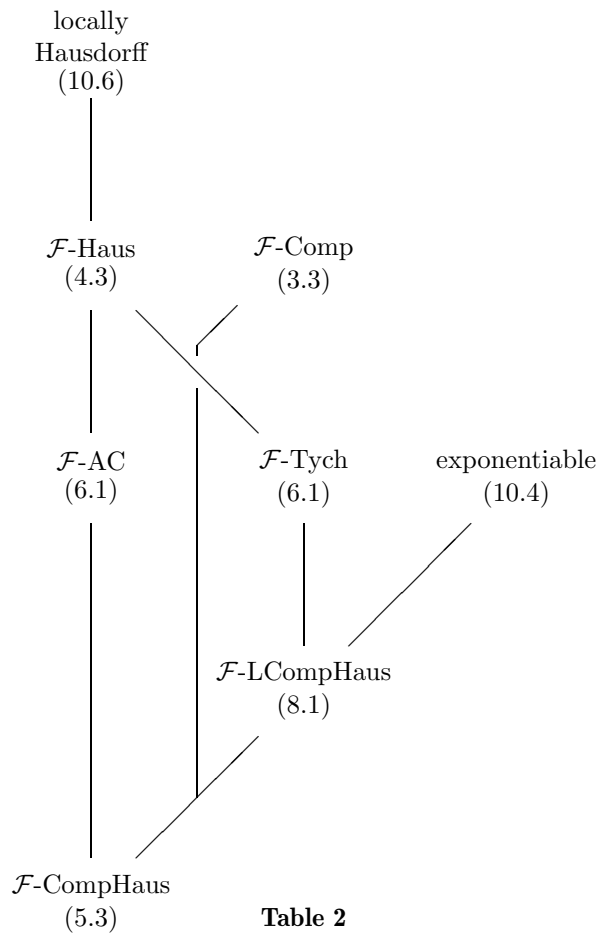 locally
Hausdorff
(10.6)
ℱ-Haus
(4.3)
ℱ-Comp
(3.3)
ℱ-AC
(6.1)
ℱ-Tych
(6.1)
exponentiable
(10.4)
ℱ-LCompHaus
(8.1)
ℱ-CompHaus
(5.3)
Table 2